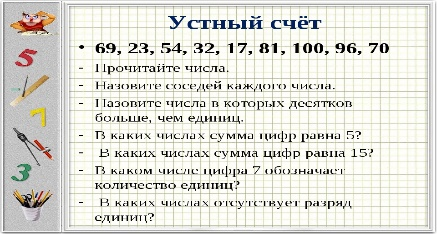 Устный счёт
• 69, 23, 54, 32, 17, 81, 100, 96, 70
- Прочитайте числа.
- Назовите соседей каждого числа.
- Назовите числа в которых десятков
больше, чем единиц.
- В каких числах сумма цифр равна 5?
- В каких числах сумма цифр равна 15?
- В каком числе цифра 7 обозначает
количество единиц?
- В каких числах отсутствует разряд
единиц?
5
7
3